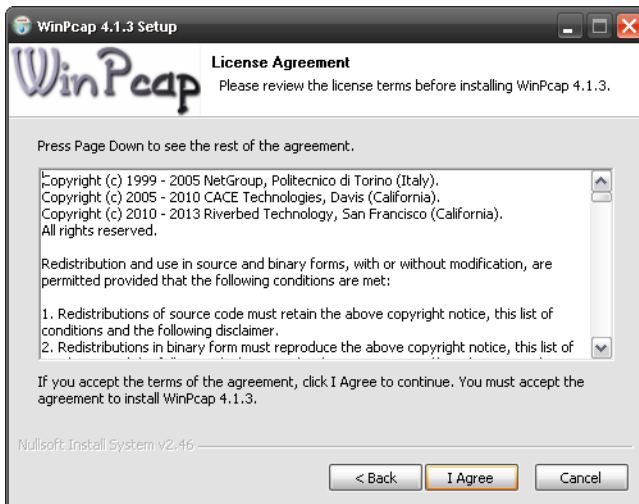 WinPcap 4.1.3 Setup
WinPcap
License Agreement
Please review the license terms before installing WinPcap 4.1.3.
Press Page Down to see the rest of the agreement.
Copyright (c) 1999 - 2005 NetGroup, Politecnico di Torino (Italy).
Copyright (c) 2005 - 2010 CACE Technologies, Davis (California).
Copyright (c) 2010 - 2013 Riverbed Technology, San Francisco (California).
All rights reserved.
Redistribution and use in source and binary forms, with or without modification, are
permitted provided that the following conditions are met:
1. Redistributions of source code must retain the above copyright notice, this list of
conditions and the following disclaimer.
2. Redistributions in binary form must reproduce the above copyright notice, this list of
If you accept the terms of the agreement, click I Agree to continue. You must accept the
agreement to install WinPcap 4.1.3.
Nullsoft Install System v2.46
< Back
I Agree
Cancel